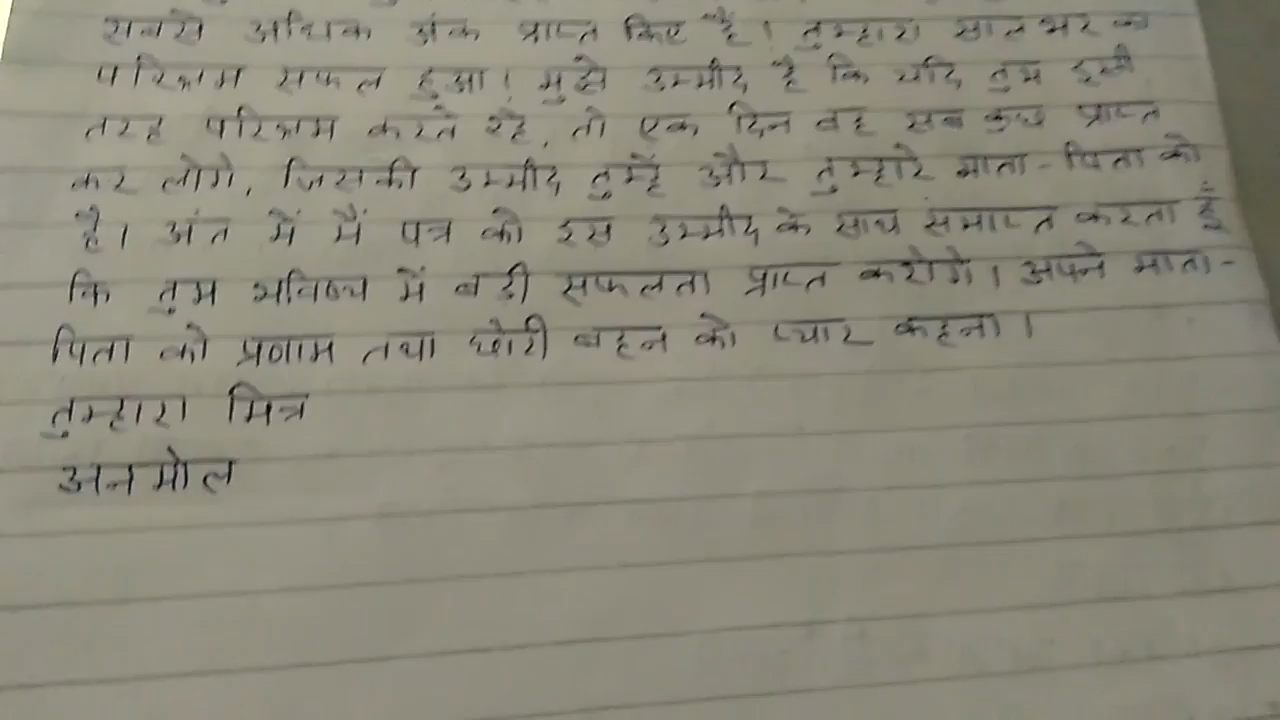 सबसे अधिक अंक प्राप्त किए है। तुम्हारा साल भर का
परिश्रम सफल हुआ। मुझे उम्मीद है कि यदि तुम इसी
तरह परिश्रम करते रहे, तो एक दिन वह सब कुछ प्राप्त
कर लोगे, जिसकी उम्मीद तुम्हें और तुम्हारे माता-पिता को
है। अंत में मैं पत्र को इस उम्मीद के साथ समाप्त करता हूँ
कि तुम भविष्य में बड़ी सफलता प्राप्त करोगे। अपने माता-
पिता को प्रणाम तथा छोटी बहन को प्यार कहना।
तुम्हारा मित्र
अनमोल